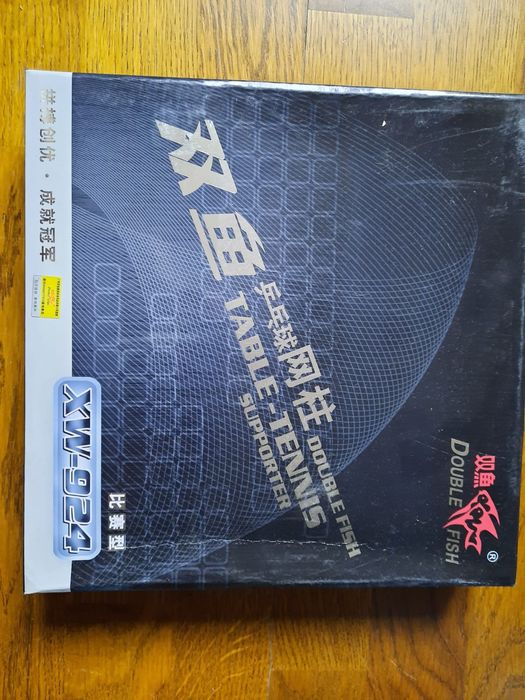 双鱼
DOUBLE FISH®
双鱼
乒乓球网柱
DOUBLE FISH
TABLE-TENNIS
SUPPORTER
比赛型
XW-924
拼搏创优·成就冠军